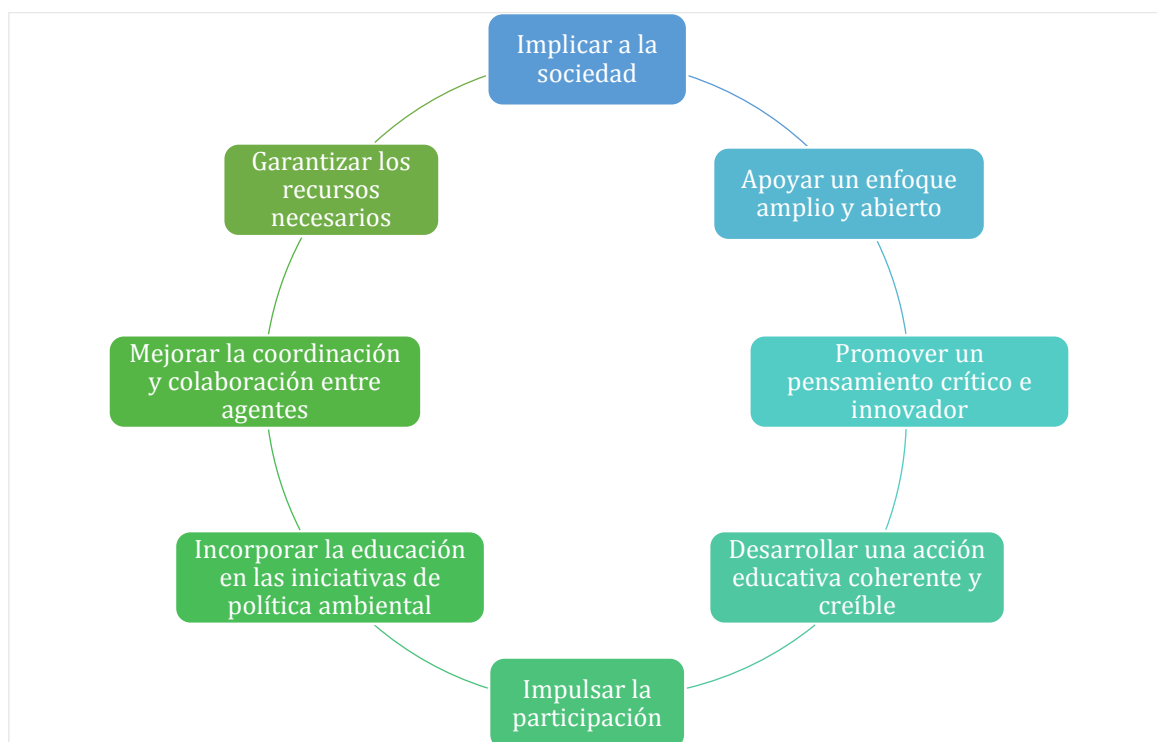 Implicar a la
sociedad
Apoyar un enfoque
amplio y abierto
Promover un
pensamiento crítico e
innovador
Desarrollar una acción
educativa coherente y
creíble
Impulsar la
participación
Incorporar la educación
en las iniciativas de
política ambiental
Mejorar la coordinación
y colaboración entre
agentes
Garantizar los
recursos
necesarios